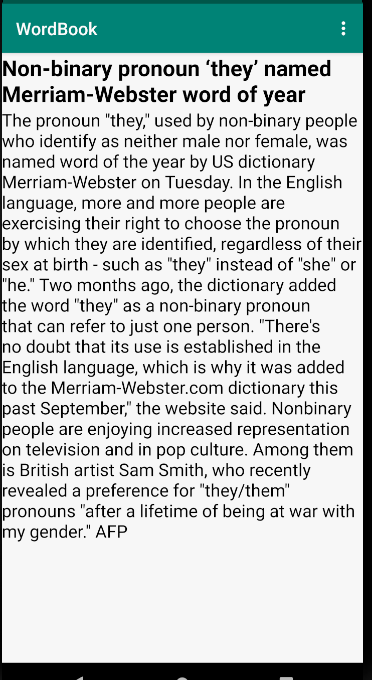 WordBook
Non-binary pronoun ‘they’ named
Merriam-Webster word of year
The pronoun "they," used by non-binary people
who identify as neither male nor female, was
named word of the year by US dictionary
Merriam-Webster on Tuesday. In the English
language, more and more people are
exercising their right to choose the pronoun
by which they are identified, regardless of their
sex at birth - such as "they" instead of "she" or
"he." Two months ago, the dictionary added
the word "they" as a non-binary pronoun
that can refer to just one person. "There's
no doubt that its use is established in the
English language, which is why it was added
to the Merriam-Webster.com dictionary this
past September," the website said. Nonbinary
people are enjoying increased representation
on television and in pop culture. Among them
is British artist Sam Smith, who recently
revealed a preference for "they/them"
pronouns "after a lifetime of being at war with
my gender." AFP